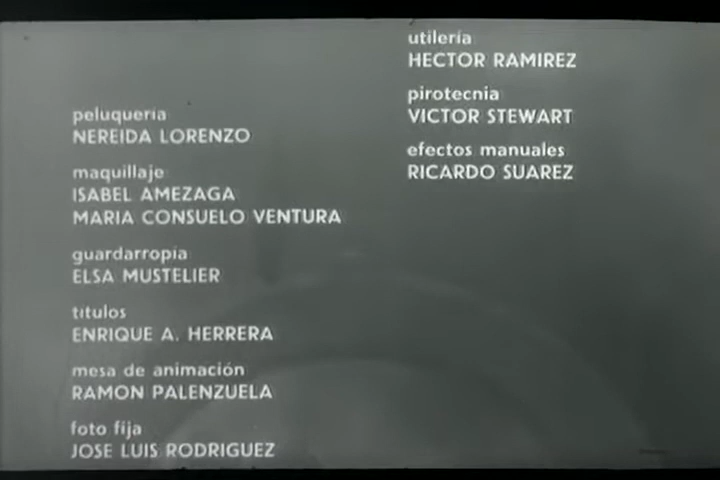 peluqueria
NEREIDA LORENZO
maquillaje
ISABEL AMEZAGA
MARIA CONSUELO VENTURA
guardarropia
ELSA MUSTELIER
titulos
ENRIQUE A. HERRERA
mesa de animación
RAMON PALENZUELA
foto fija
JOSE LUIS RODRIGUEZ
utilería
HECTOR RAMIREZ
pirotecnia
VICTOR STEWART
efectos manuales
RICARDO SUAREZ